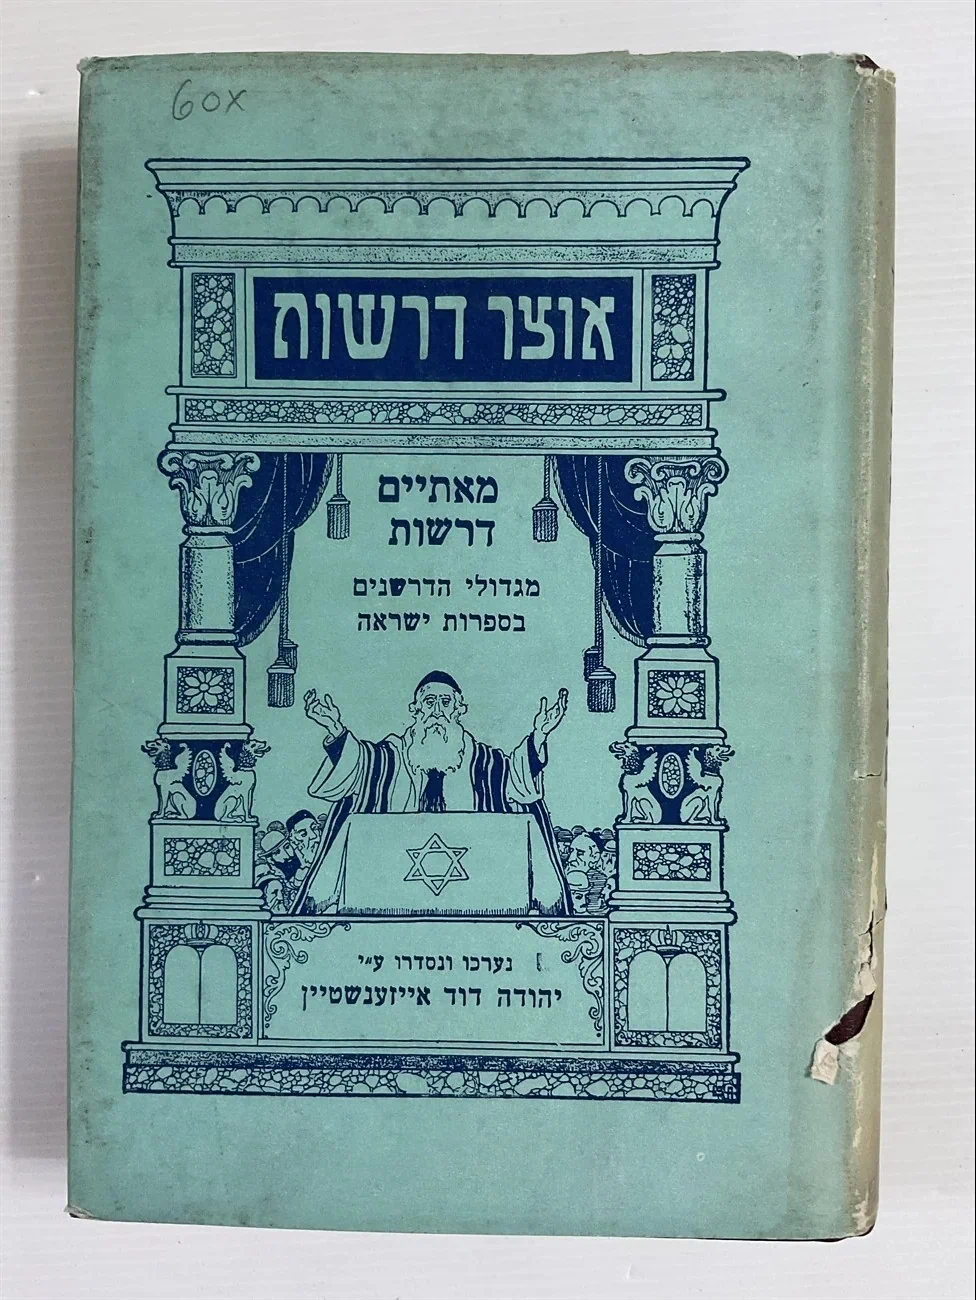 60x
אוצר דרשות
מאתיים
דרשות
מגדולי הדרשנים
בספרות ישראה
נערכו ונסדרו ע״י
יהודה דוד אייזענשטיין